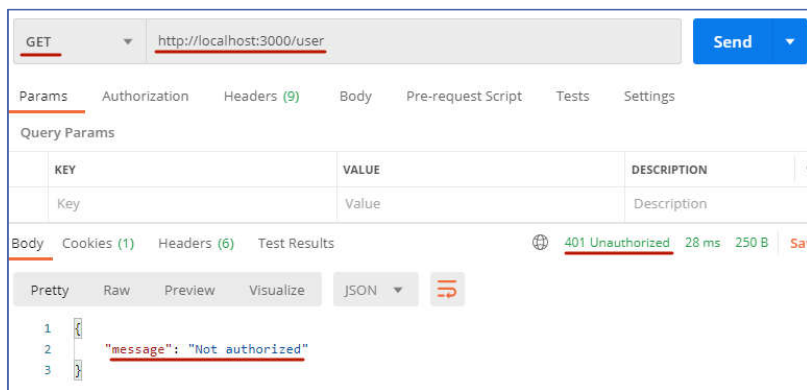 GET http://localhost:3000/user Send
Params Authorization Headers (9) Body Pre-request Script Tests Settings
Query Params
KEY VALUE DESCRIPTION
Key Value Description
Body Cookies (1) Headers (6) Test Results 401 Unauthorized 28 ms 250 B Sa
Pretty Raw Preview Visualize JSON
1 {
2 "message": "Not authorized"
3 }